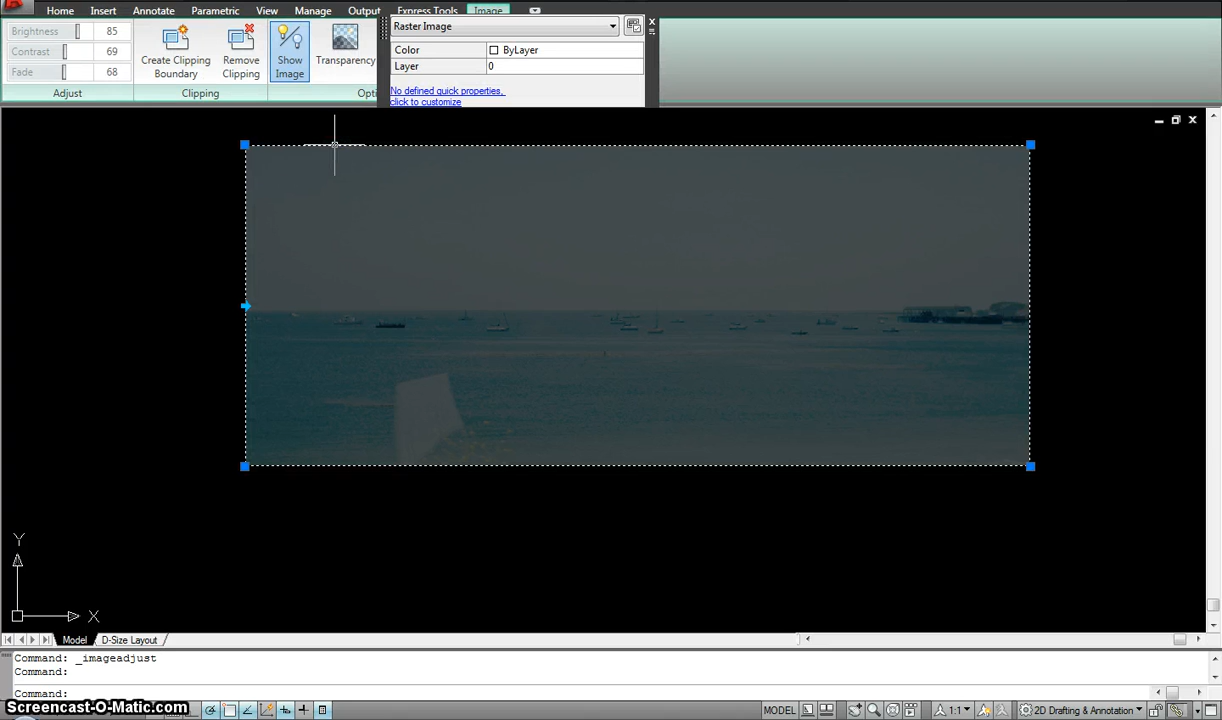 Home Insert Annotate Parametric View Manage Output Express Tools Image
Raster Image
Brightness 85
Contrast 69
Fade 68
Create Clipping Boundary
Remove Clipping
Show Image
Transparency
Color ByLayer
Layer 0
No defined quick properties,
click to customize
Adjust Clipping Opti
Y
X
Model D-Size Layout
Command: _imageadjust
Command:
Command:
Screencast-O-Matic.com
MODEL 1:1 2D Drafting & Annotation